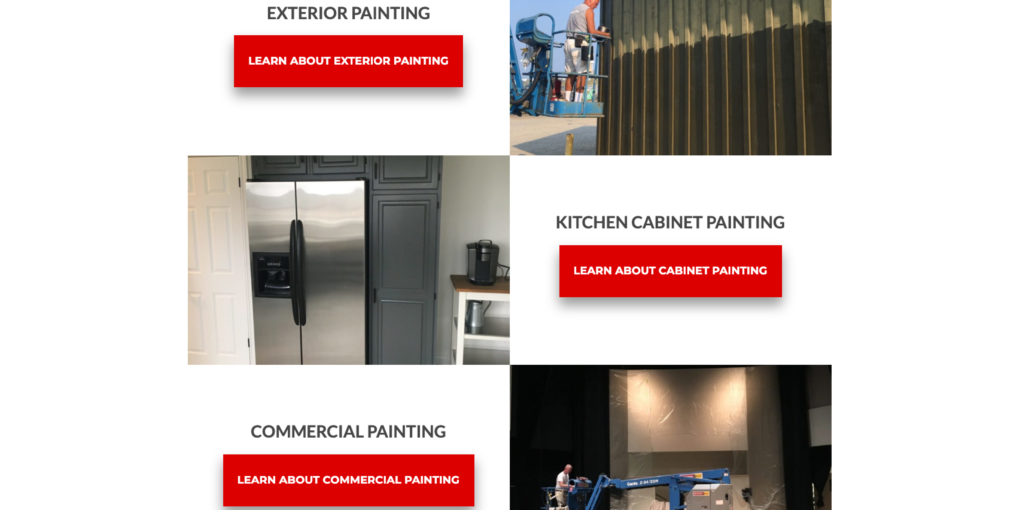 EXTERIOR PAINTING
LEARN ABOUT EXTERIOR PAINTING
KITCHEN CABINET PAINTING
LEARN ABOUT CABINET PAINTING
COMMERCIAL PAINTING
LEARN ABOUT COMMERCIAL PAINTING
Genie